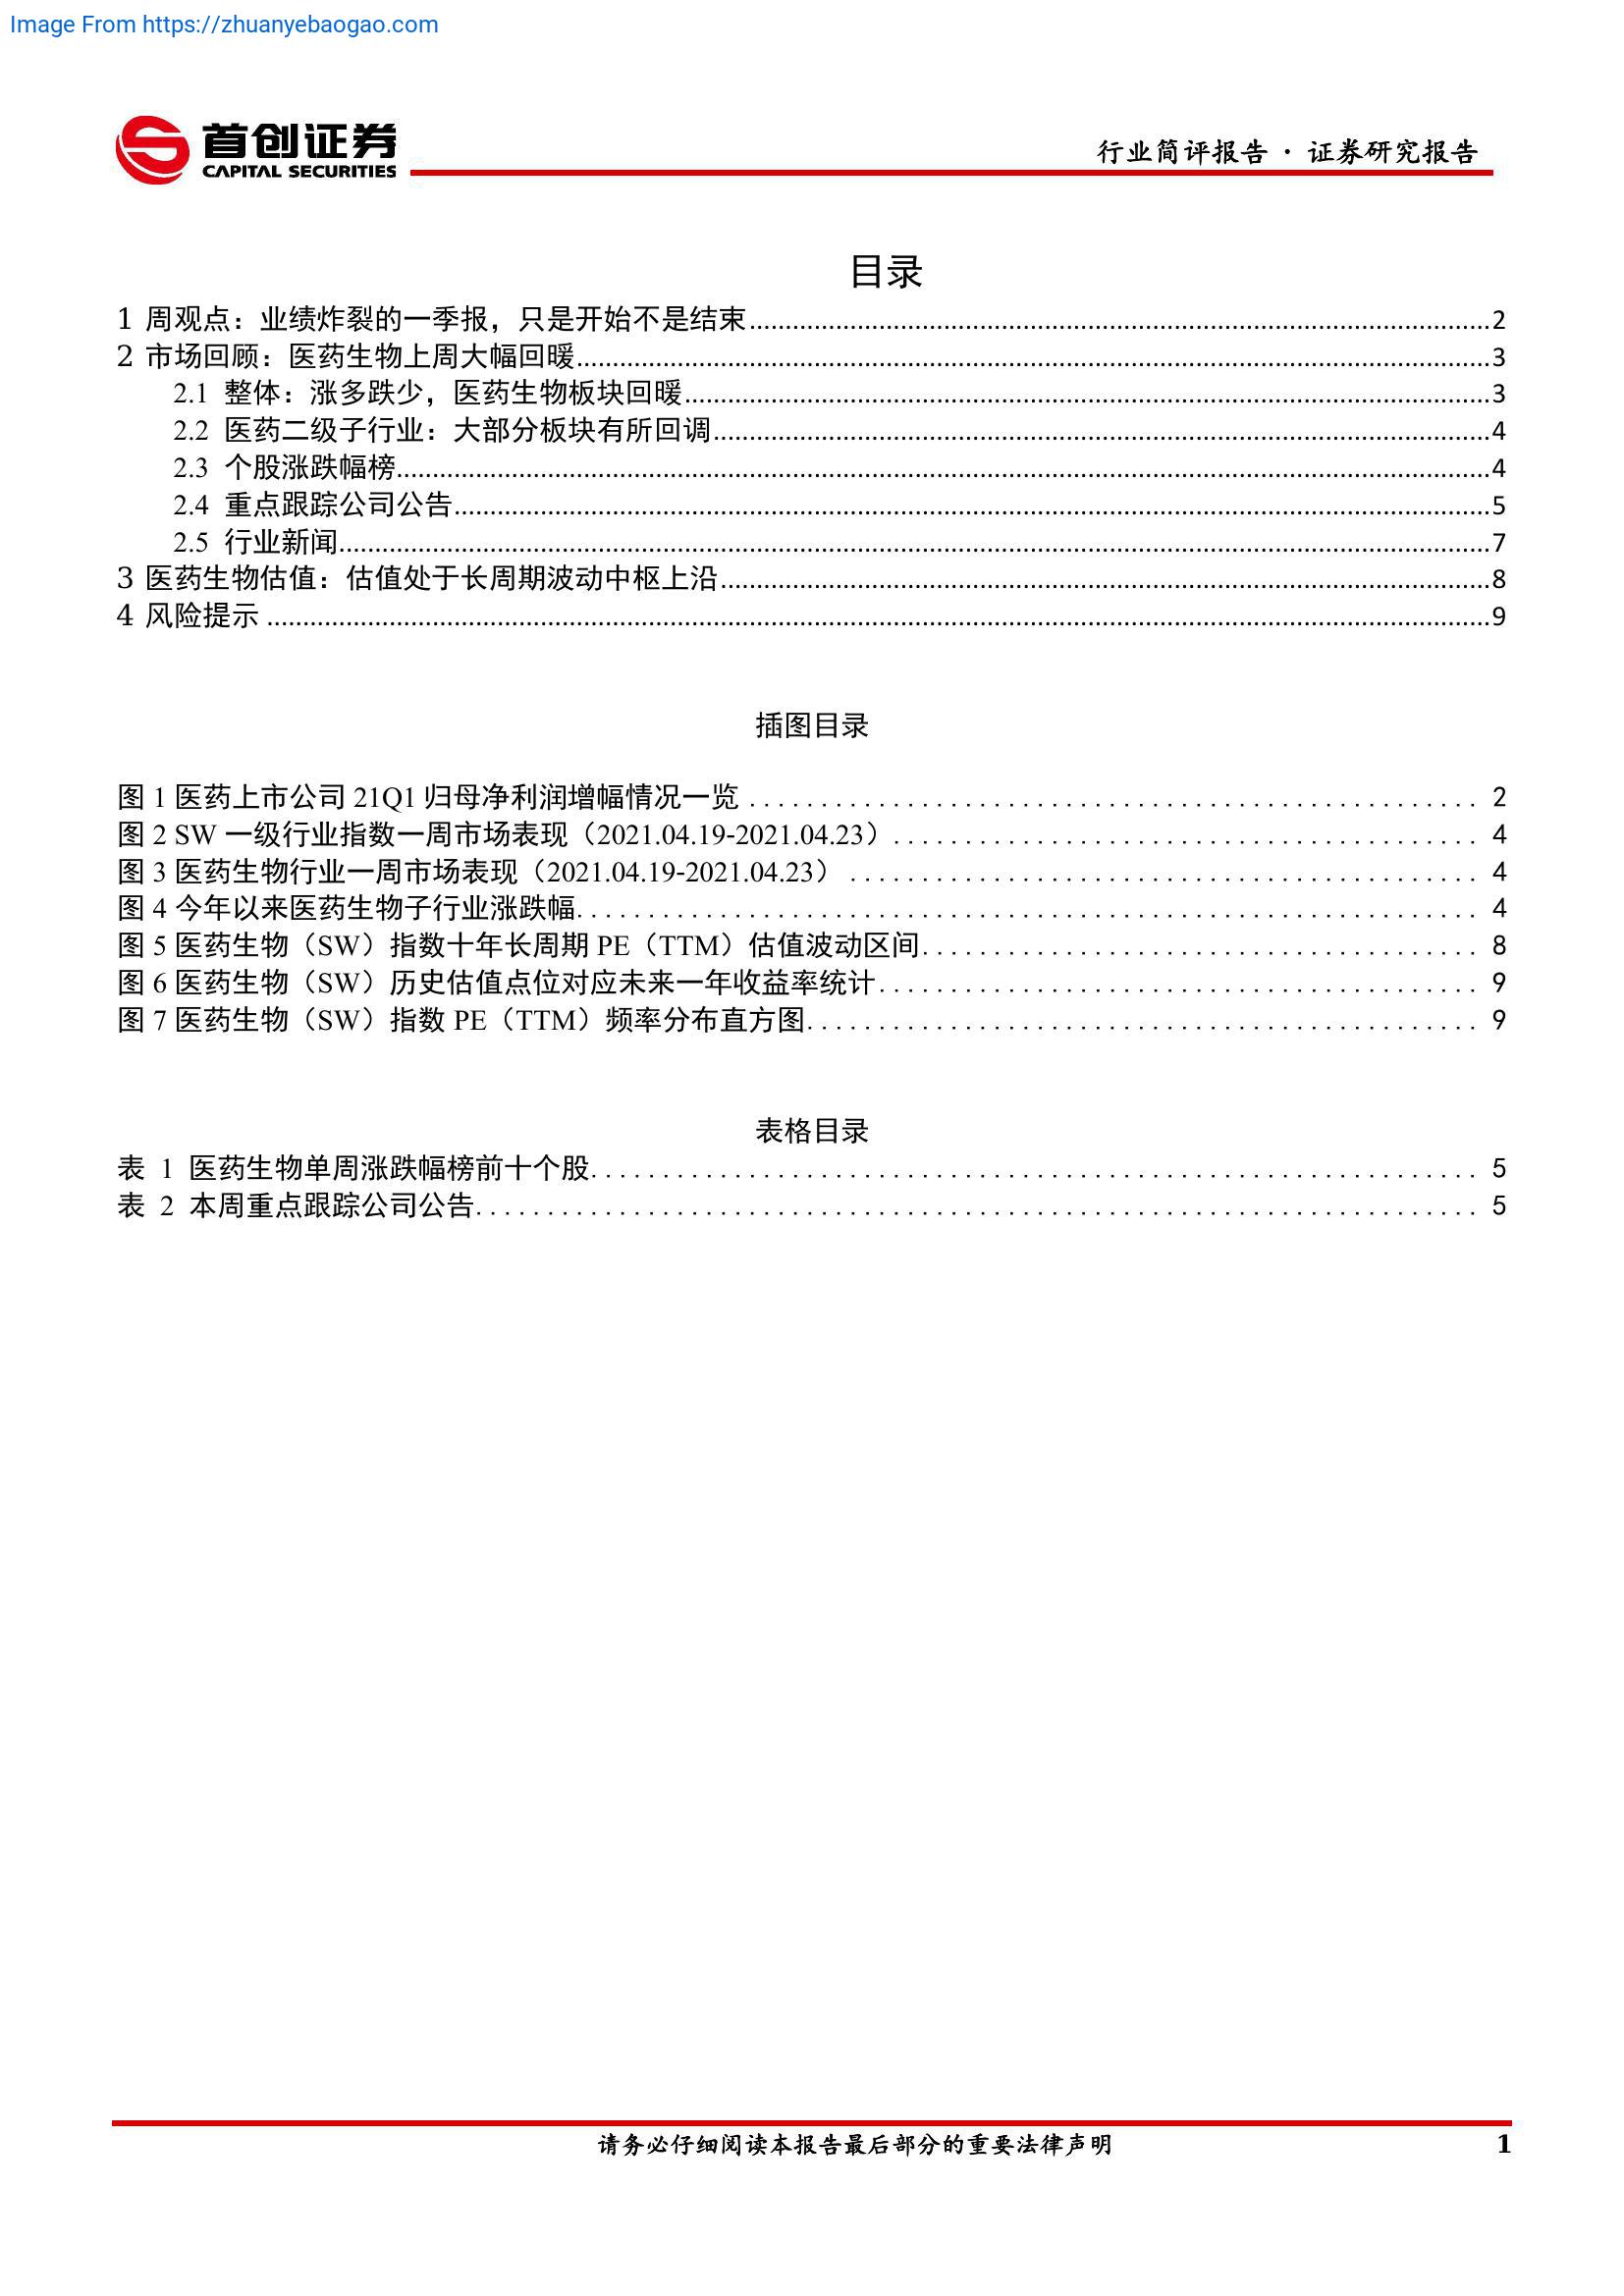 Image From https://zhuanyebaogao.com
首创证券
CAPITAL SECURITIES
行业简评报告 · 证券研究报告
目录
1 周观点：业绩炸裂的一季报，只是开始不是结束........................2
2 市场回顾：医药生物上周大幅回暖........................3
2.1 整体：涨多跌少，医药生物板块回暖........................3
2.2 医药二级子行业：大部分板块有所回调........................4
2.3 个股涨跌幅榜........................4
2.4 重点跟踪公司公告........................5
2.5 行业新闻........................7
3 医药生物估值：估值处于长周期波动中枢上沿........................8
4 风险提示 ........................9
插图目录
图 1 医药上市公司 21Q1 归母净利润增幅情况一览 ........................ 2
图 2 SW 一级行业指数一周市场表现（2021.04.19-2021.04.23）........................ 4
图 3 医药生物行业一周市场表现（2021.04.19-2021.04.23） ........................ 4
图 4 今年以来医药生物子行业涨跌幅........................ 4
图 5 医药生物（SW）指数十年长周期 PE（TTM）估值波动区间........................ 8
图 6 医药生物（SW）历史估值点位对应未来一年收益率统计........................ 9
图 7 医药生物（SW）指数 PE（TTM）频率分布直方图........................ 9
表格目录
表 1 医药生物单周涨跌幅榜前十个股........................ 5
表 2 本周重点跟踪公司公告........................ 5
请务必仔细阅读本报告最后部分的重要法律声明 1